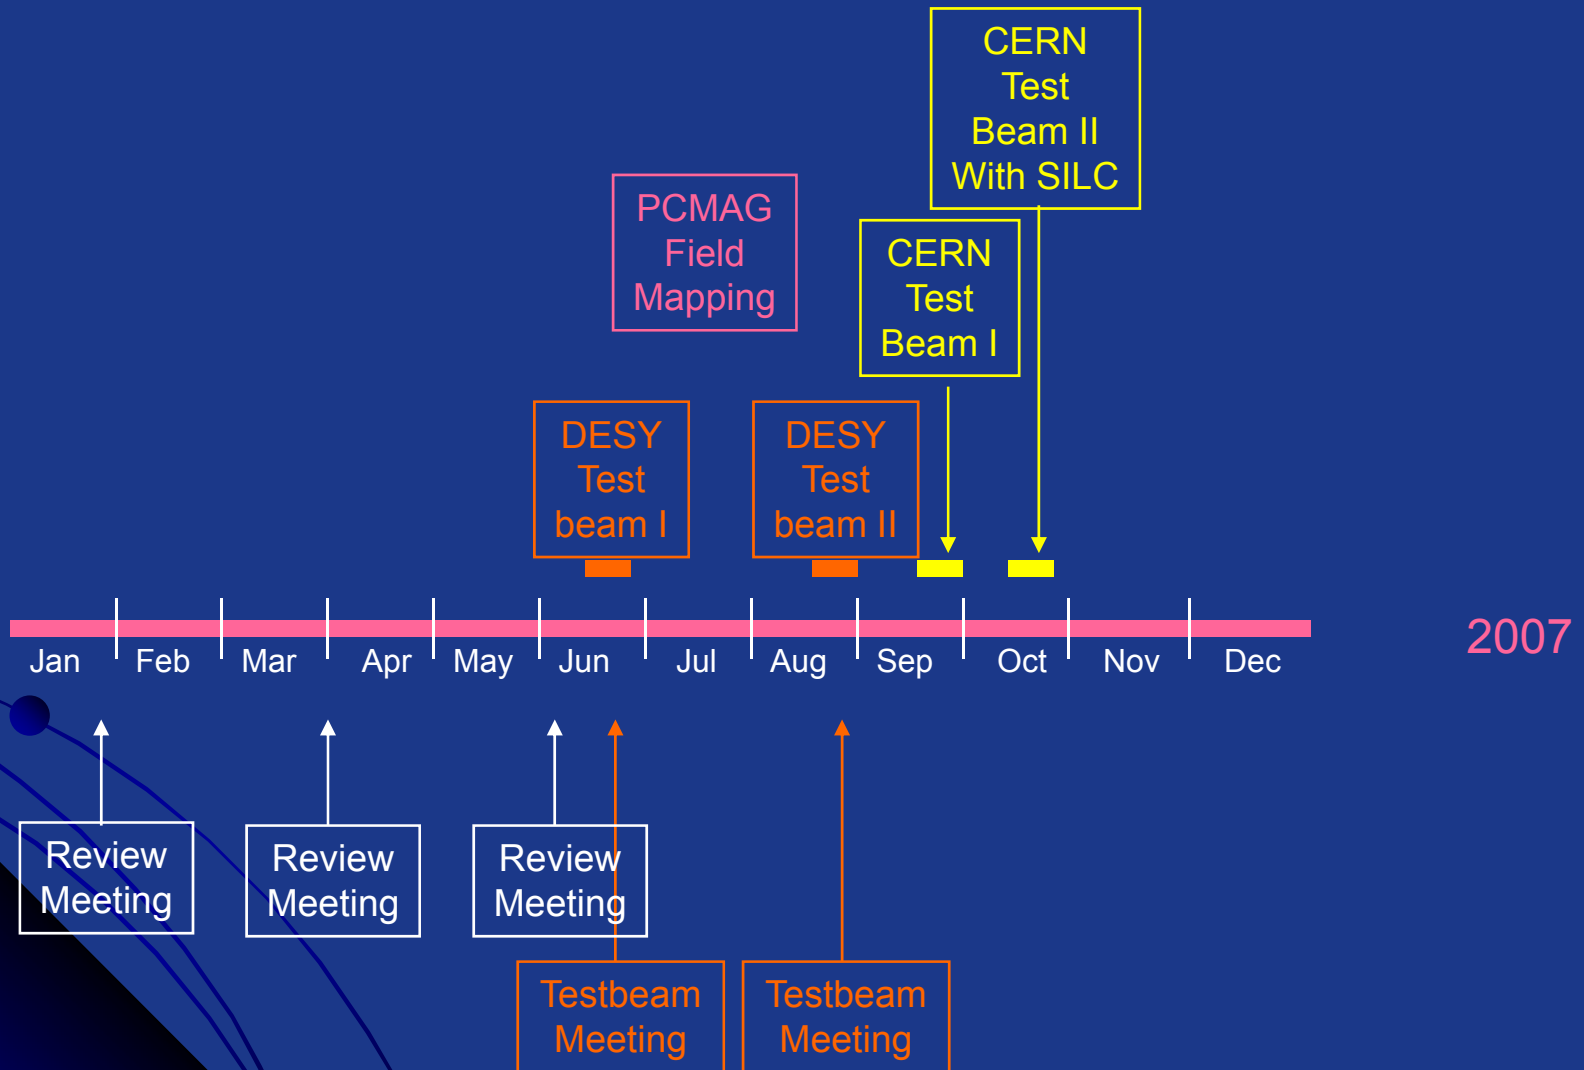 CERN
Test
Beam II
With SILC
PCMAG
Field
Mapping
CERN
Test
Beam I
DESY
Test
beam I
DESY
Test
beam II
Jan Feb Mar Apr May Jun Jul Aug Sep Oct Nov Dec
2007
Review
Meeting
Review
Meeting
Review
Meeting
Testbeam
Meeting
Testbeam
Meeting